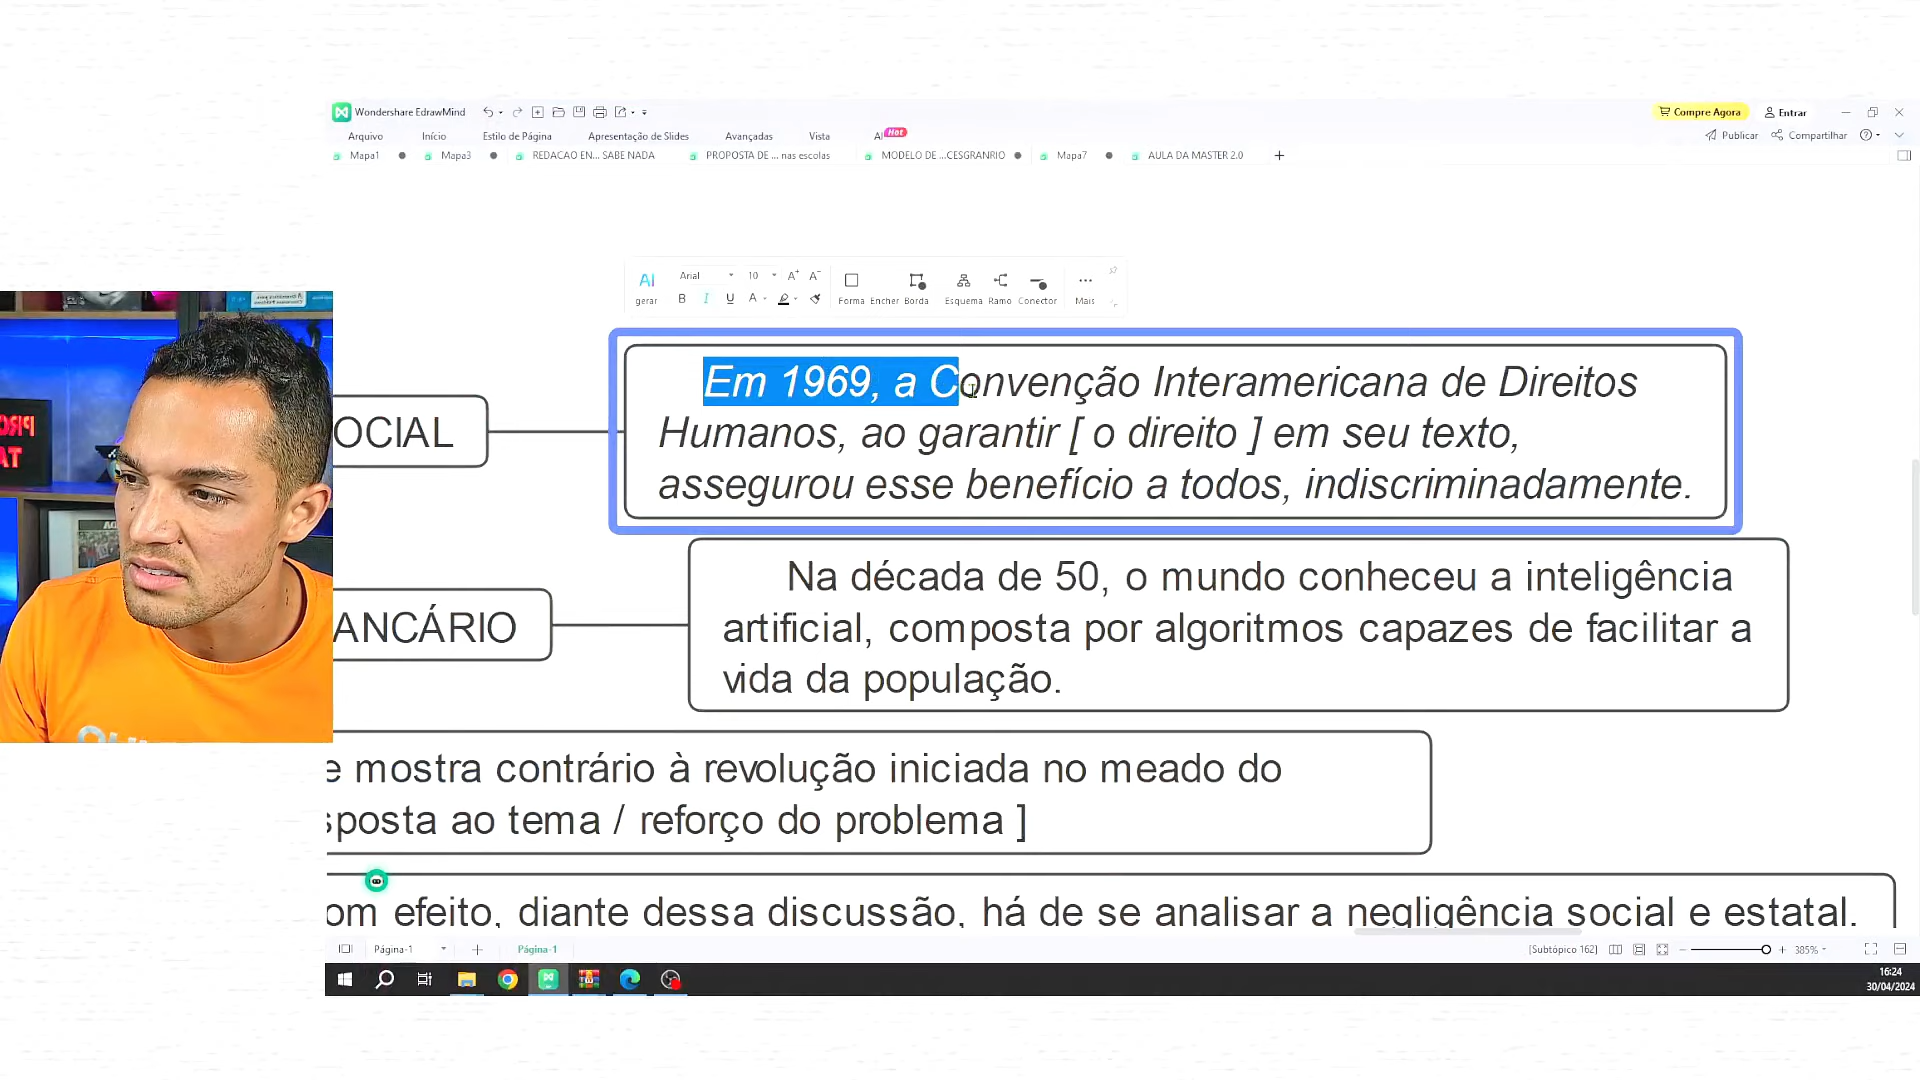 Wondershare EdrawMind
Compre Agora
Entrar
Arquivo Início Estilo de Página Apresentação de Slides Avançadas Vista AI Hot
Publicar Compartilhar
Mapa1 Mapa3 REDACAO EN... SABE NADA PROPOSTA DE ... nas escolas MODELO DE ...CESGRANRIO Mapa7 AULA DA MASTER 2.0
AI Arial 10 A+ A-
gerar B I U A Forma Encher Borda Esquema Ramo Conector Mais
Em 1969, a Convenção Interamericana de Direitos
Humanos, ao garantir [ o direito ] em seu texto,
assegurou esse benefício a todos, indiscriminadamente.
OCIAL
Na década de 50, o mundo conheceu a inteligência
artificial, composta por algoritmos capazes de facilitar a
vida da população.
ANCÁRIO
e mostra contrário à revolução iniciada no meado do
sposta ao tema / reforço do problema ]
om efeito, diante dessa discussão, há de se analisar a negligência social e estatal.
Página-1 Página-1
[Subtópico 162] 385%
16:24
30/04/2024